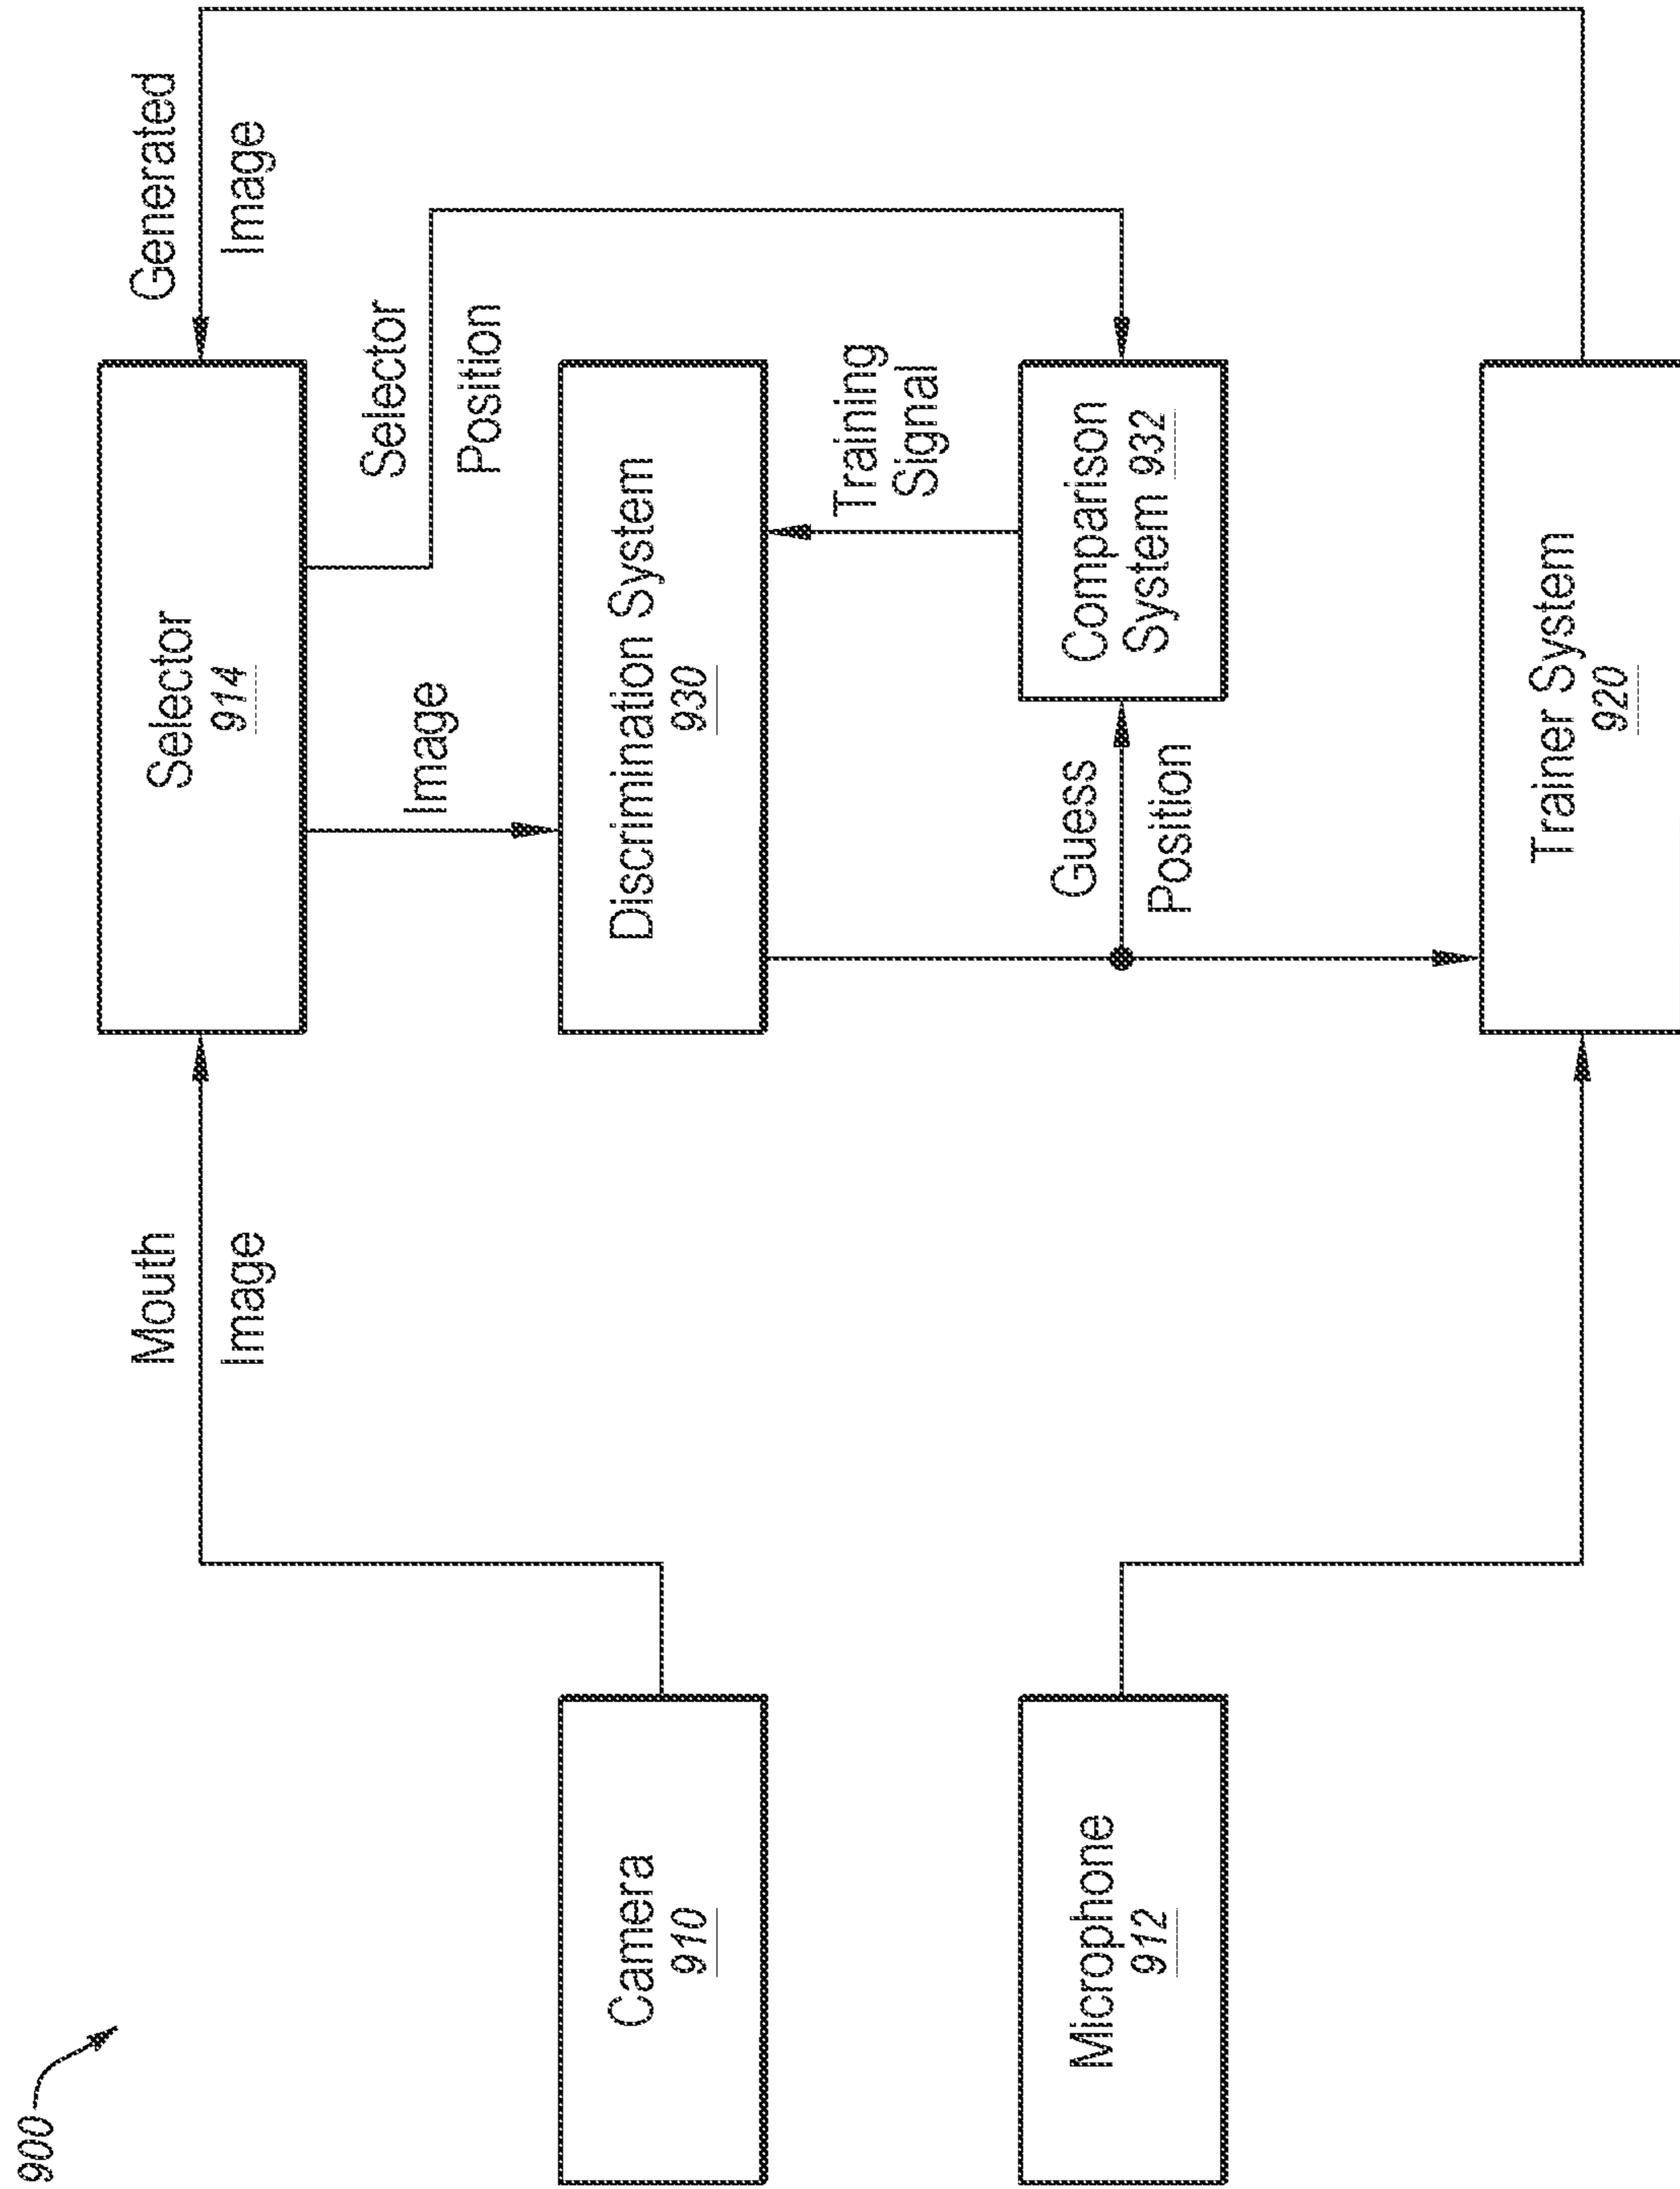 900
Camera
910
Microphone
912
Mouth
Image
Selector
914
Generated
Image
Image
Selector
Position
Discrimination System
930
Training
Signal
Guess
Position
Comparison
System 932
Trainer System
920